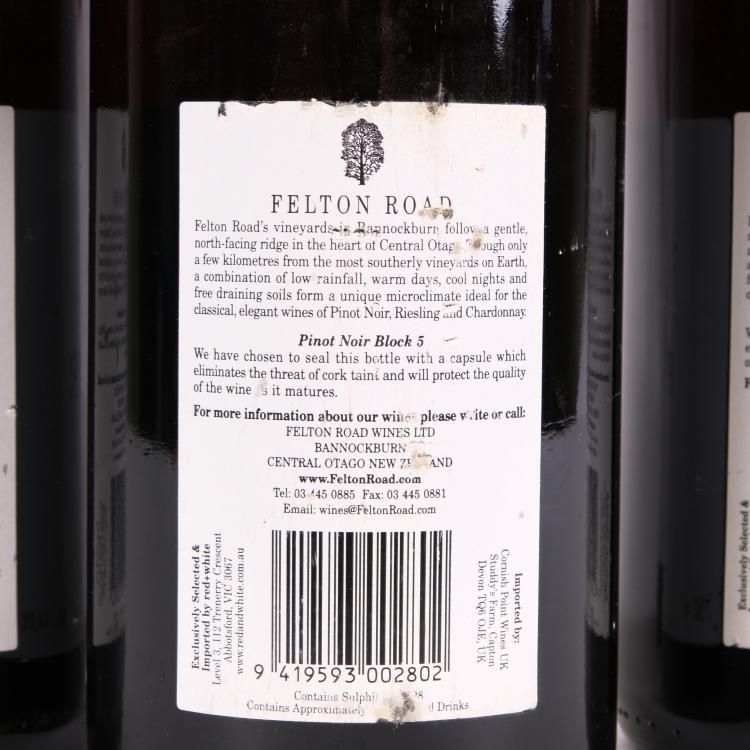 FELTON ROAD
Felton Road's vineyards in Bannockburn follow a gentle,
north-facing ridge in the heart of Central Otago. Though only
a few kilometres from the most southerly vineyards on Earth,
a combination of low rainfall, warm days, cool nights and
free draining soils form a unique microclimate ideal for the
classical, elegant wines of Pinot Noir, Riesling and Chardonnay.
Pinot Noir Block 5
We have chosen to seal this bottle with a capsule which
eliminates the threat of cork taint and will protect the quality
of the wine as it matures.
For more information about our wines please write or call:
FELTON ROAD WINES LTD
BANNOCKBURN
CENTRAL OTAGO NEW ZEALAND
www.FeltonRoad.com
Tel: 03 445 0885 Fax: 03 445 0881
Email: wines@FeltonRoad.com
Exclusively Selected &
Imported by red+white
Level 3, 112 Trenerry Crescent
Abbotsford, VIC 3067
www.redandwhite.com.au
9 419593 002802
Imported by:
Cornish Point Wines UK
Studdy's Farm, Capton
Devon TQ6 OJE, UK
Contains
Contains Approximately Drinks